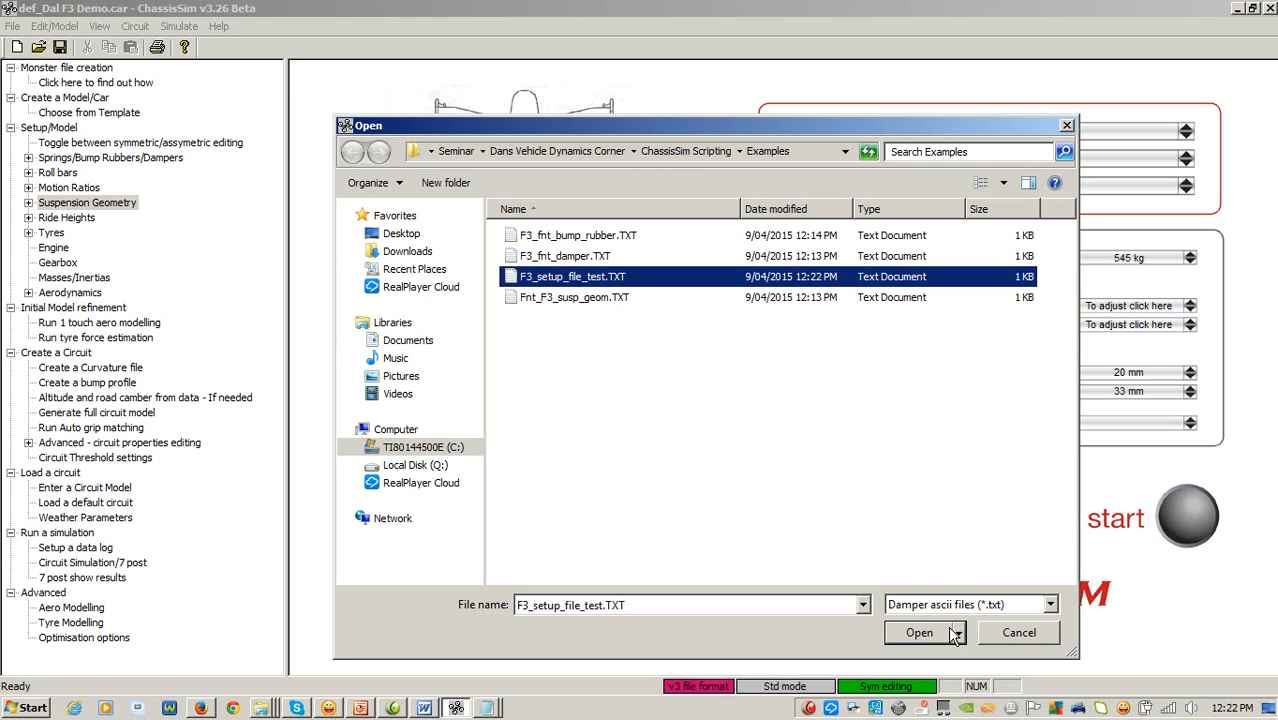 def_Dal F3 Demo.car - ChassisSim v3.26 Beta
File Edit/Model View Circuit Simulate Help
Monster file creation
Click here to find out how
Create a Model/Car
Choose from Template
Setup/Model
Toggle between symmetric/assymetric editing
Springs/Bump Rubbers/Dampers
Roll bars
Motion Ratios
Suspension Geometry
Ride Heights
Tyres
Engine
Gearbox
Masses/Inertias
Aerodynamics
Initial Model refinement
Run 1 touch aero modelling
Run tyre force estimation
Create a Circuit
Create a Curvature file
Create a bump profile
Altitude and road camber from data - If needed
Generate full circuit model
Run Auto grip matching
Advanced - circuit properties editing
Circuit Threshold settings
Load a circuit
Enter a Circuit Model
Load a default circuit
Weather Parameters
Run a simulation
Setup a data log
Circuit Simulation/7 post
7 post show results
Advanced
Aero Modelling
Tyre Modelling
Optimisation options
Open
Seminar Dans Vehicle Dynamics Corner ChassisSim Scripting Examples
Search Examples
Organize New folder
Favorites
Desktop
Downloads
Recent Places
RealPlayer Cloud
Libraries
Documents
Music
Pictures
Videos
Computer
TI80144500E (C:)
Local Disk (Q:)
RealPlayer Cloud
Network
Name Date modified Type Size
F3_fnt_bump_rubber.TXT 9/04/2015 12:14 PM Text Document 1 KB
F3_fnt_damper.TXT 9/04/2015 12:13 PM Text Document 1 KB
F3_setup_file_test.TXT 9/04/2015 12:22 PM Text Document 1 KB
Fnt_F3_susp_geom.TXT 9/04/2015 12:13 PM Text Document 1 KB
File name: F3_setup_file_test.TXT Damper ascii files (*.txt)
Open Cancel
545 kg
To adjust click here
To adjust click here
20 mm
33 mm
start
M
Ready v3 file format Std mode Sym editing NUM
Start 12:22 PM